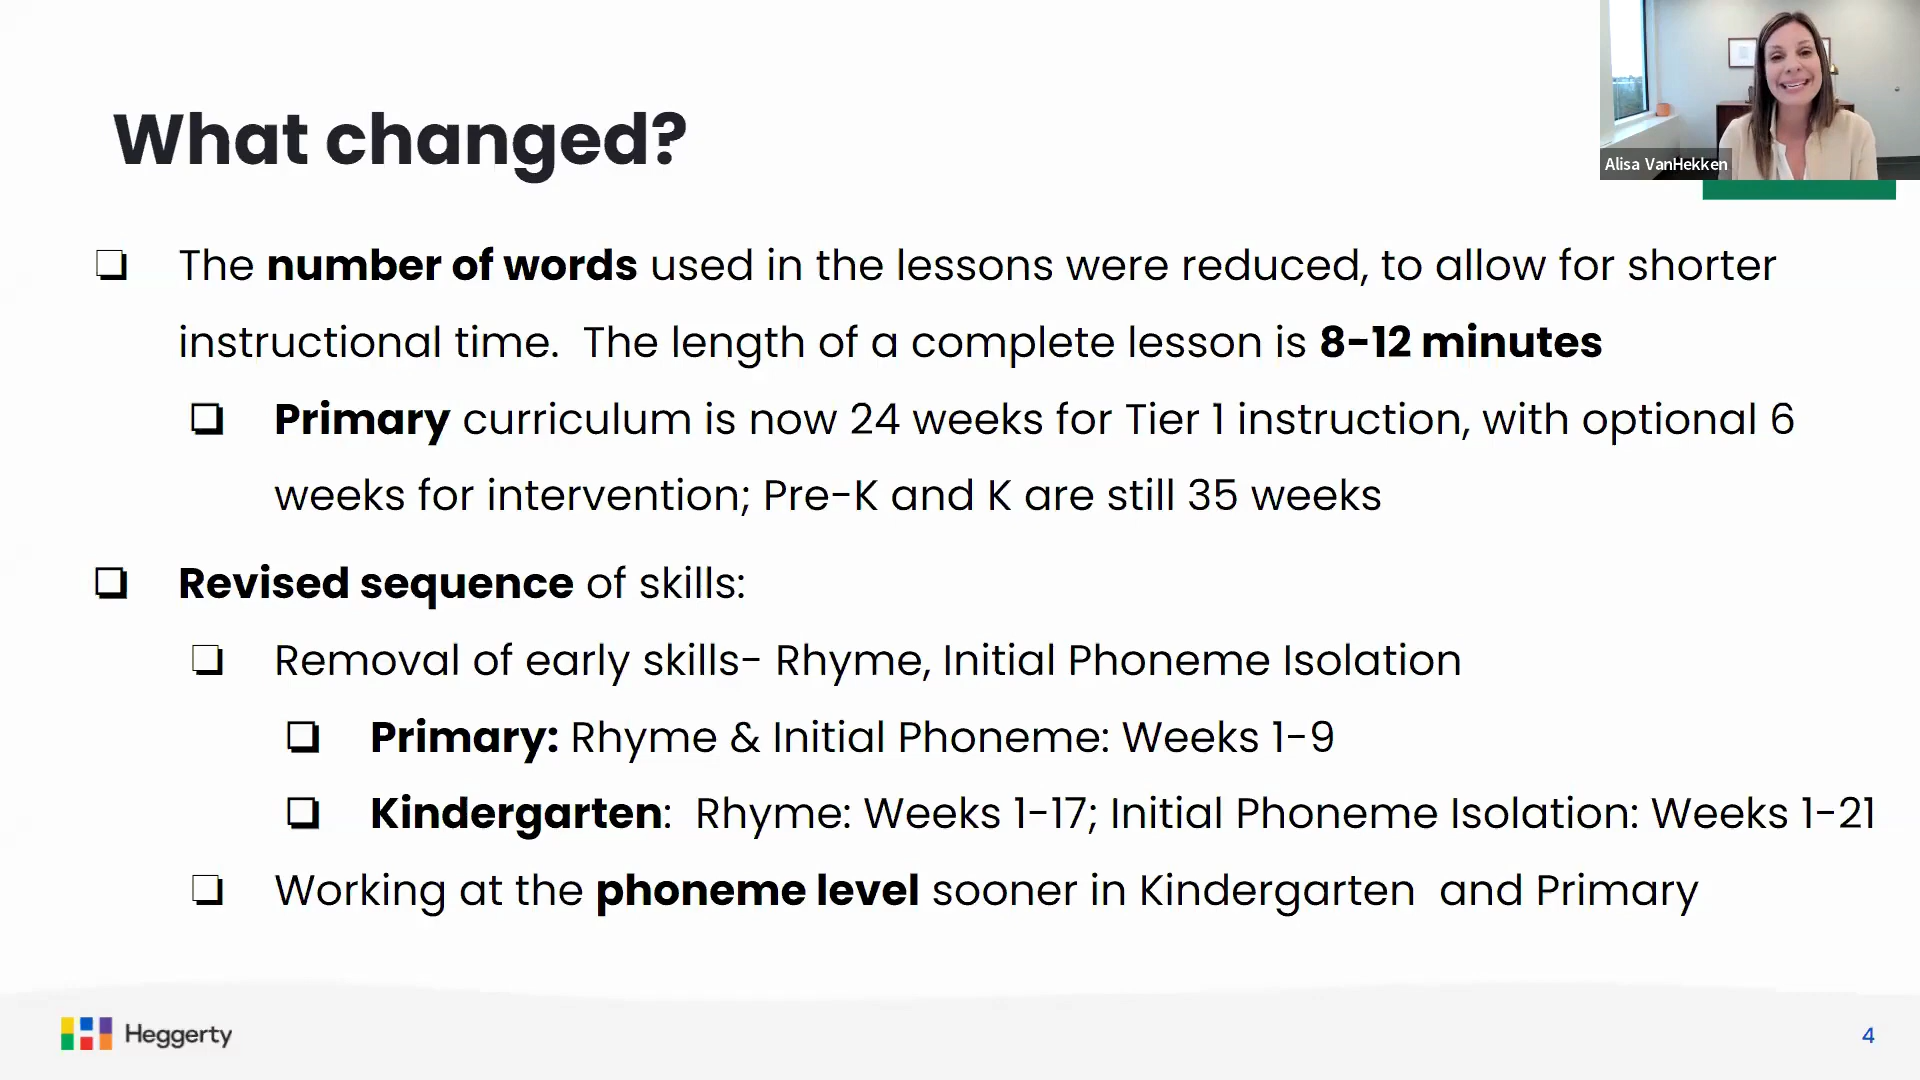 What changed?
Alisa VanHekken
The number of words used in the lessons were reduced, to allow for shorter
instructional time.  The length of a complete lesson is 8-12 minutes
Primary curriculum is now 24 weeks for Tier 1 instruction, with optional 6
weeks for intervention; Pre-K and K are still 35 weeks
Revised sequence of skills:
Removal of early skills- Rhyme, Initial Phoneme Isolation
Primary: Rhyme & Initial Phoneme: Weeks 1-9
Kindergarten:  Rhyme: Weeks 1-17; Initial Phoneme Isolation: Weeks 1-21
Working at the phoneme level sooner in Kindergarten  and Primary
Heggerty
4